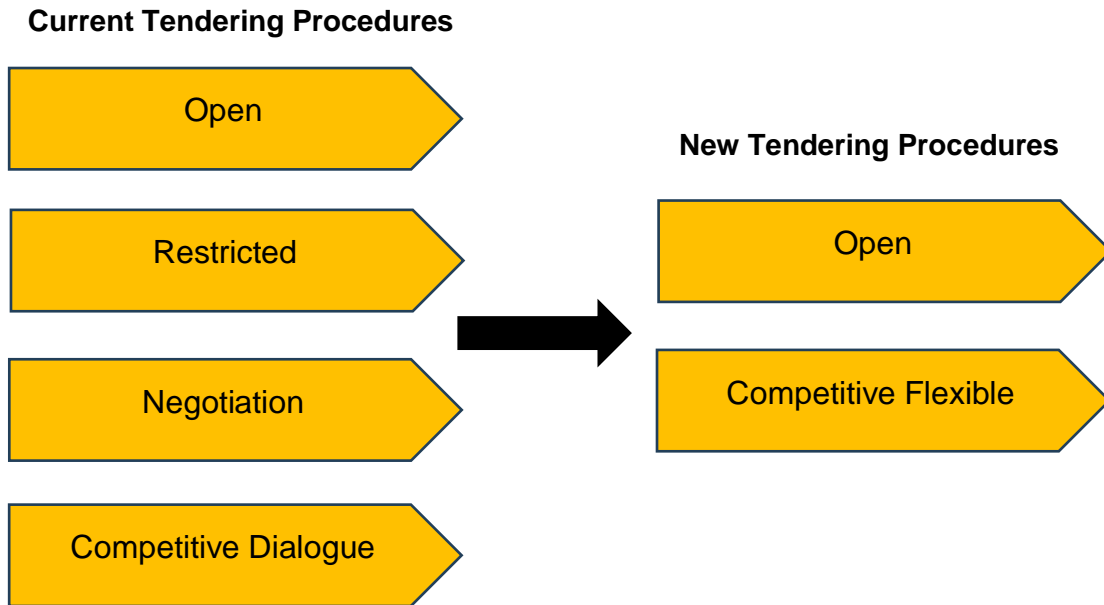 Current Tendering Procedures
Open
Restricted
Negotiation
Competitive Dialogue
New Tendering Procedures
Open
Competitive Flexible